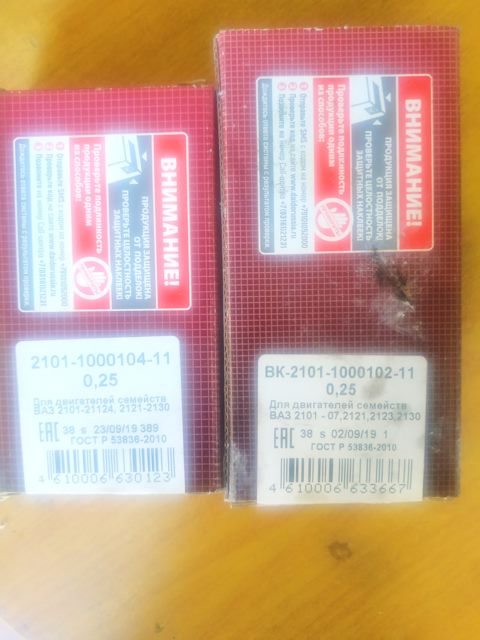 ВНИМАНИЕ!
ПРОДУКЦИЯ ЗАЩИЩЕНА
ОТ ПОДДЕЛОК!
ПРОВЕРЬТЕ ЦЕЛОСТНОСТЬ
ЗАЩИТНЫХ НАКЛЕЕК!
Проверьте подлинность
продукции одним
из способов:
2101-1000104-11
0,25
Для двигателей семейств
ВАЗ 2101-21124, 2121-2130
ЕАС 38 s 23/09/19 389
ГОСТ Р 53836-2010
4 610006 630123
ВНИМАНИЕ!
ПРОДУКЦИЯ ЗАЩИЩЕНА
ОТ ПОДДЕЛОК!
ПРОВЕРЬТЕ ЦЕЛОСТНОСТЬ
ЗАЩИТНЫХ НАКЛЕЕК!
Проверьте подлинность
продукции одним
из способов:
ВК-2101-1000102-11
0,25
Для двигателей семейств
ВАЗ 2101 - 07,2121,2123,2130
ЕАС 38 s 02/09/19 1
ГОСТ Р 53836-2010
4 610006 633667